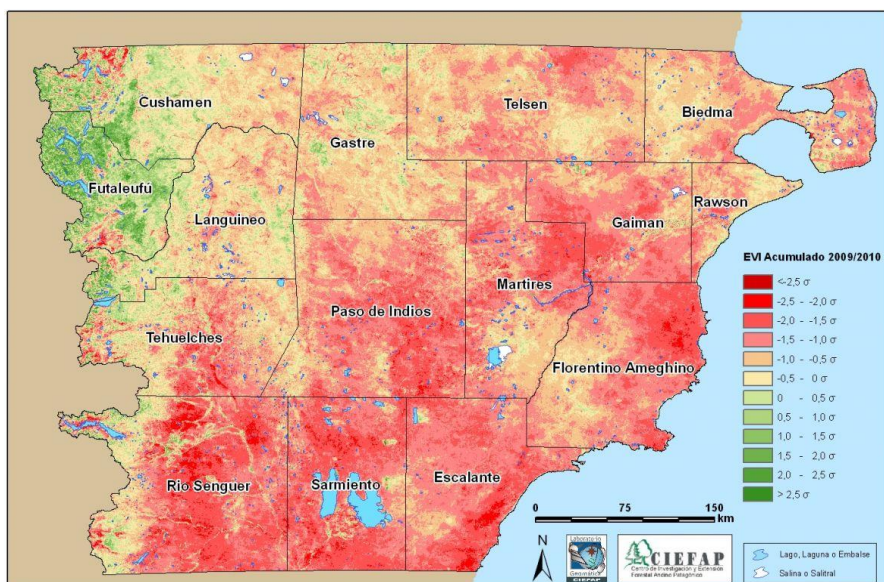 Cushamen
Telsen
Biedma
Gastre
Futaleufú
Languineo
Gaiman
Rawson
Martires
Paso de Indios
Tehuelches
Florentino Ameghino
Rio Senguer
Sarmiento
Escalante
EVI Acumulado 2009/2010
<-2,5 σ
-2,5 - -2,0 σ
-2,0 - -1,5 σ
-1,5 - -1,0 σ
-1,0 - -0,5 σ
-0,5 - 0 σ
0 - 0,5 σ
0,5 - 1,0 σ
1,0 - 1,5 σ
1,5 - 2,0 σ
2,0 - 2,5 σ
> 2,5 σ
0 75 150
km
N
Laboratorio
Geomática
CIEFAP
CIEFAP
Centro de Investigación y Extensión
Forestal Andino Patagónico
Lago, Laguna o Embalse
Salina o Salitral